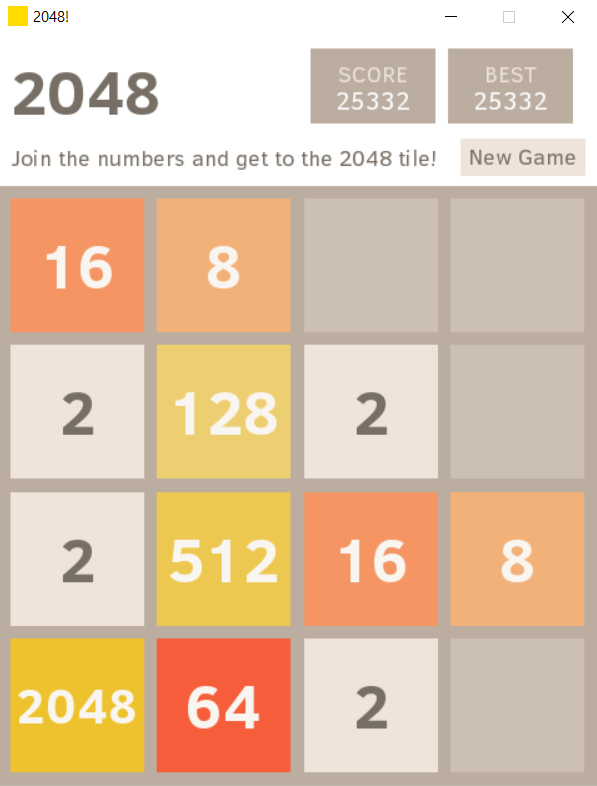 2048!
2048
SCORE
25332
BEST
25332
Join the numbers and get to the 2048 tile!
New Game
16 8
2 128 2
2 512 16 8
2048 64 2